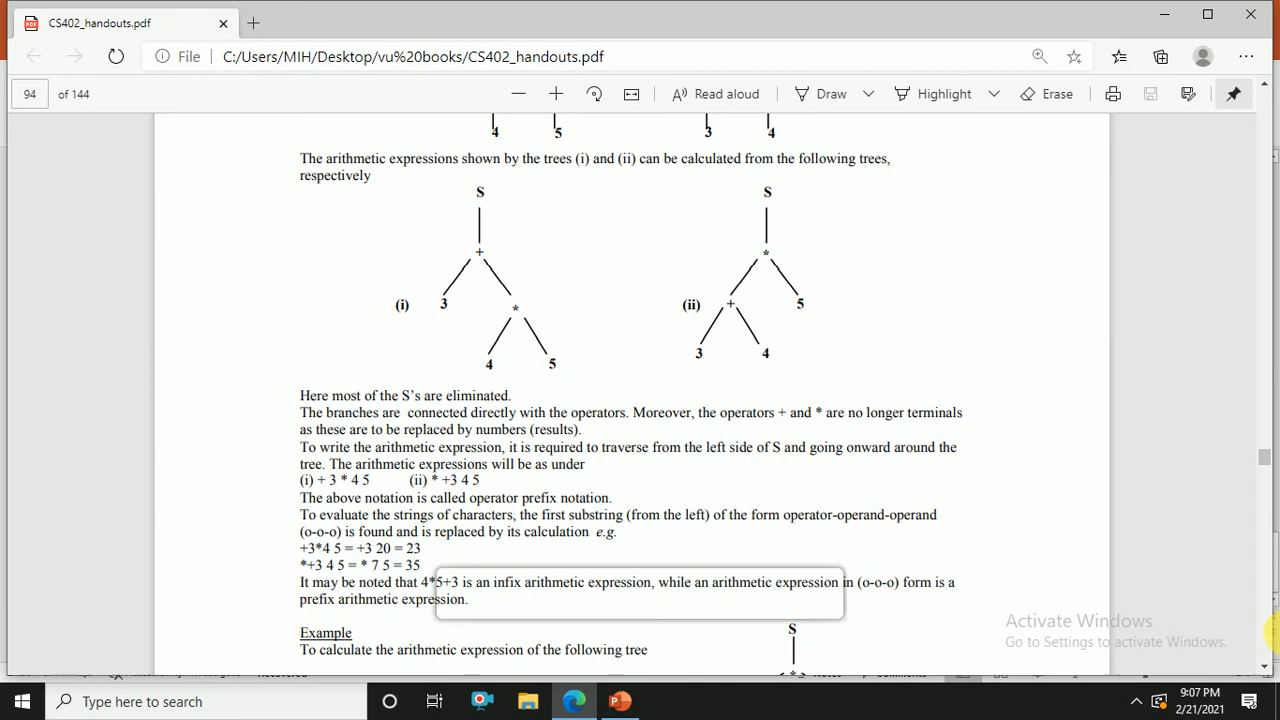 CS402_handouts.pdf
File C:/Users/MIH/Desktop/vu%20books/CS402_handouts.pdf
94 of 144 Read aloud Draw Highlight Erase
4 5 3 4
The arithmetic expressions shown by the trees (i) and (ii) can be calculated from the following trees,
respectively
S S
+ *
(i) 3 * (ii) + 5
4 5 3 4
Here most of the S's are eliminated.
The branches are connected directly with the operators. Moreover, the operators + and * are no longer terminals
as these are to be replaced by numbers (results).
To write the arithmetic expression, it is required to traverse from the left side of S and going onward around the
tree. The arithmetic expressions will be as under
(i) + 3 * 4 5 (ii) * +3 4 5
The above notation is called operator prefix notation.
To evaluate the strings of characters, the first substring (from the left) of the form operator-operand-operand
(o-o-o) is found and is replaced by its calculation e.g.
+3*4 5 = +3 20 = 23
*+3 4 5 = * 7 5 = 35
It may be noted that 4*5+3 is an infix arithmetic expression, while an arithmetic expression in (o-o-o) form is a
prefix arithmetic expression.
Example
To calculate the arithmetic expression of the following tree
S
*
Activate Windows
Go to Settings to activate Windows.
Type here to search
9:07 PM
2/21/2021